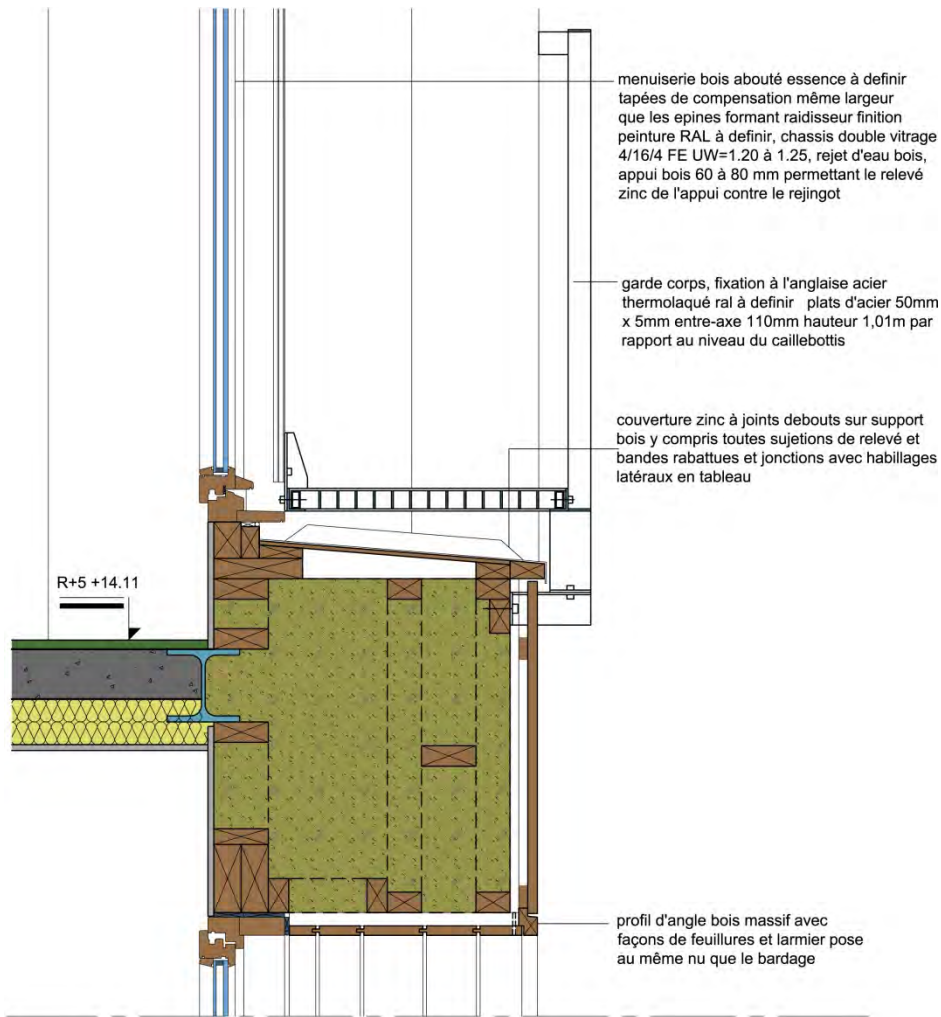 menuiserie bois abouté essence à definir
tapées de compensation même largeur
que les epines formant raidisseur finition
peinture RAL à definir, chassis double vitrage
4/16/4 FE UW=1.20 à 1.25, rejet d'eau bois,
appui bois 60 à 80 mm permettant le relevé
zinc de l'appui contre le rejingot
garde corps, fixation à l'anglaise acier
thermolaqué ral à definir plats d'acier 50mm
x 5mm entre-axe 110mm hauteur 1,01m par
rapport au niveau du caillebottis
couverture zinc à joints debouts sur support
bois y compris toutes sujetions de relevé et
bandes rabattues et jonctions avec habillages
latéraux en tableau
R+5 +14.11
profil d'angle bois massif avec
façons de feuillures et larmier pose
au même nu que le bardage